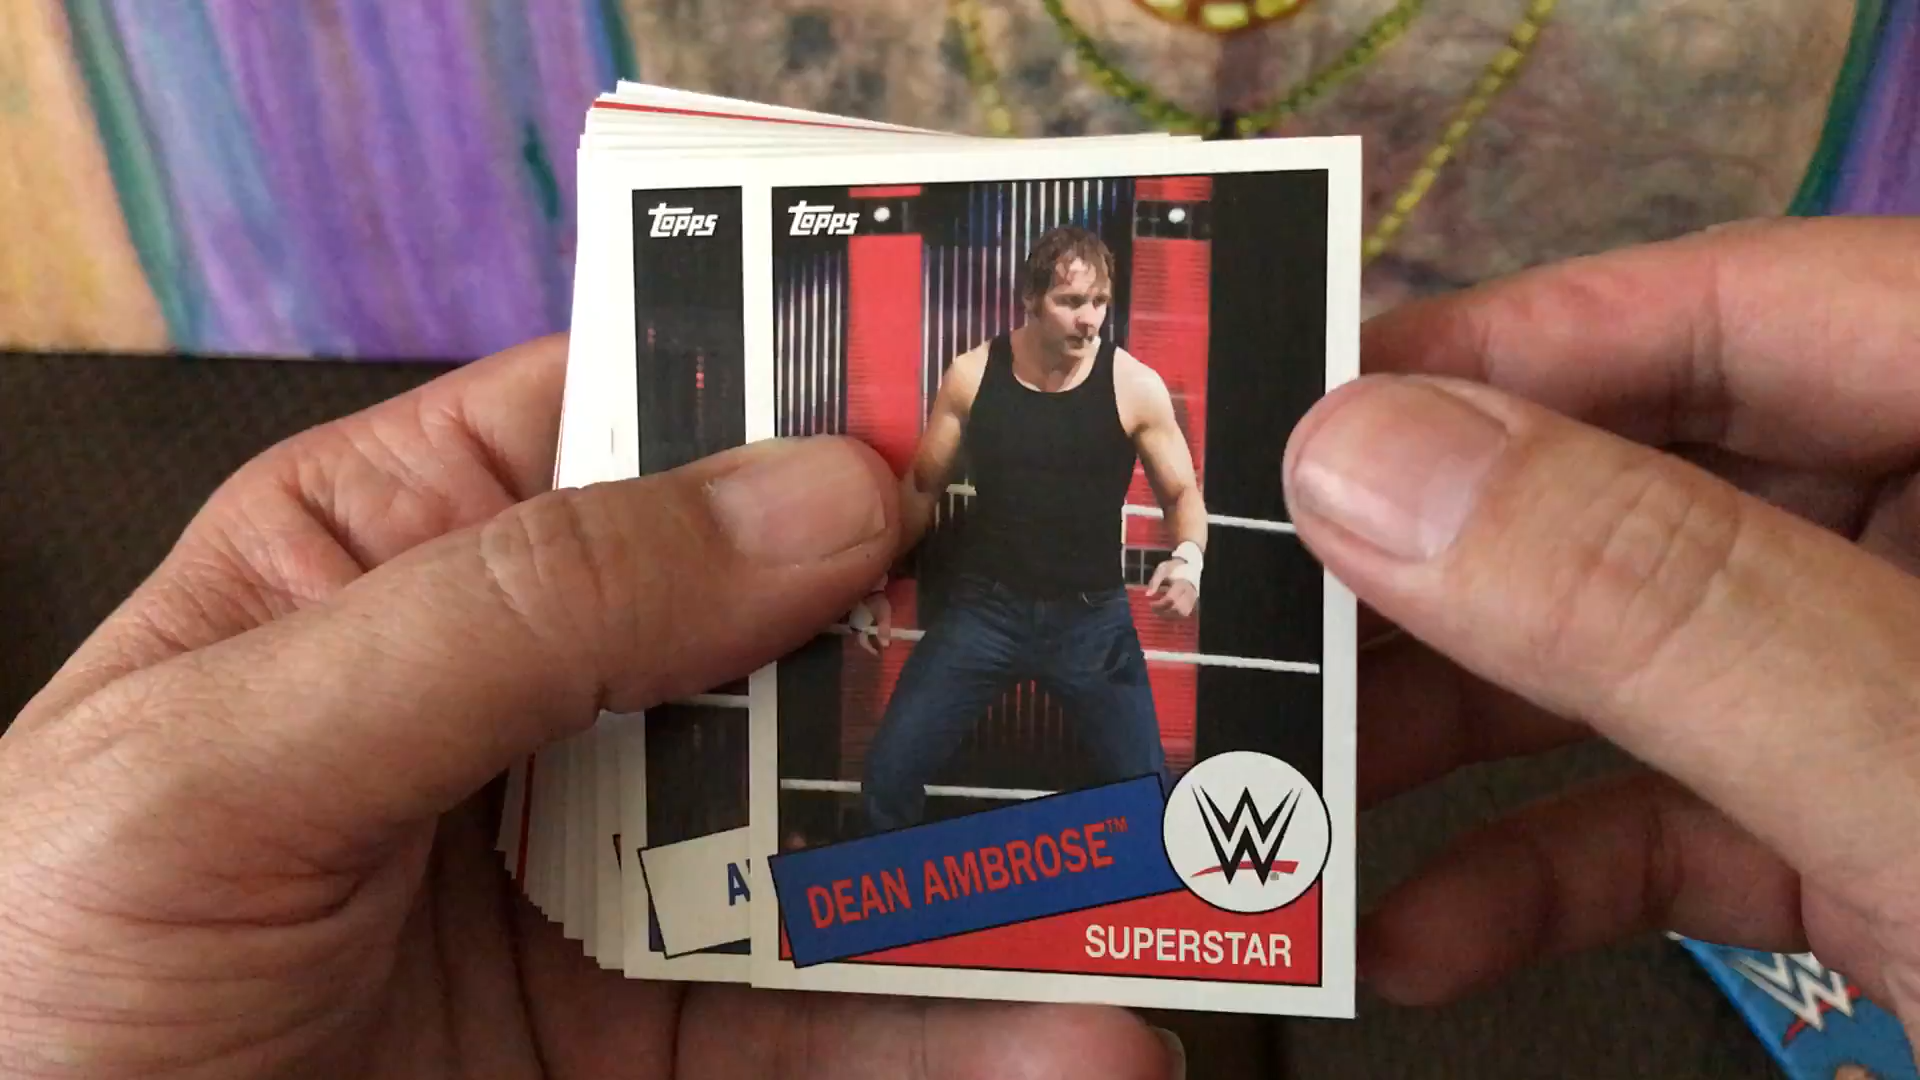 Topps
Topps
A
DEAN AMBROSE™
SUPERSTAR
W
W